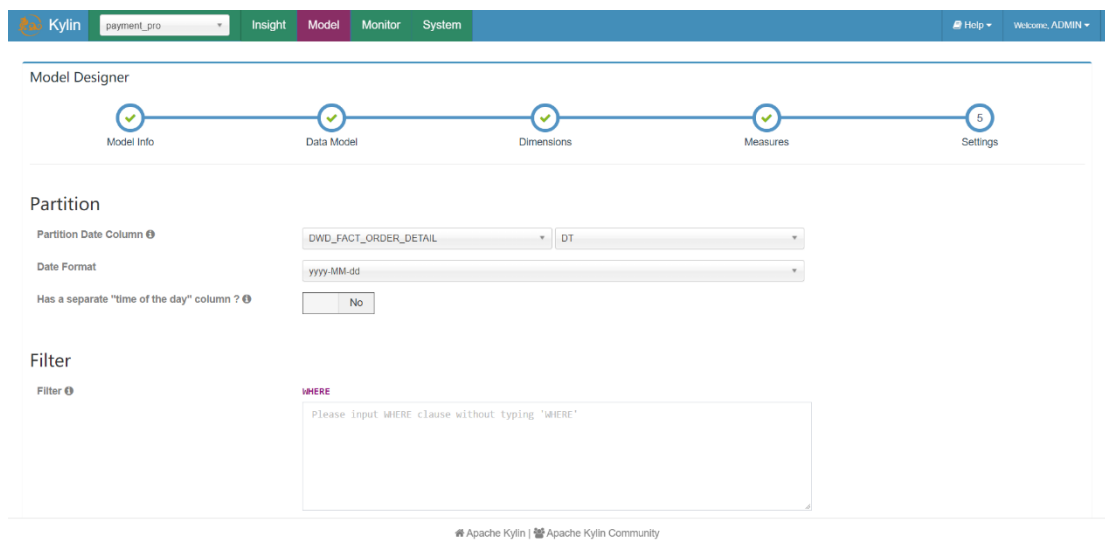 Kylin payment_pro Insight Model Monitor System Help Welcome, ADMIN
Model Designer
5
Model Info Data Model Dimensions Measures Settings
Partition
Partition Date Column DWD_FACT_ORDER_DETAIL DT
Date Format yyyy-MM-dd
Has a separate "time of the day" column ? No
Filter
Filter WHERE
Please input WHERE clause without typing 'WHERE'
Apache Kylin | Apache Kylin Community